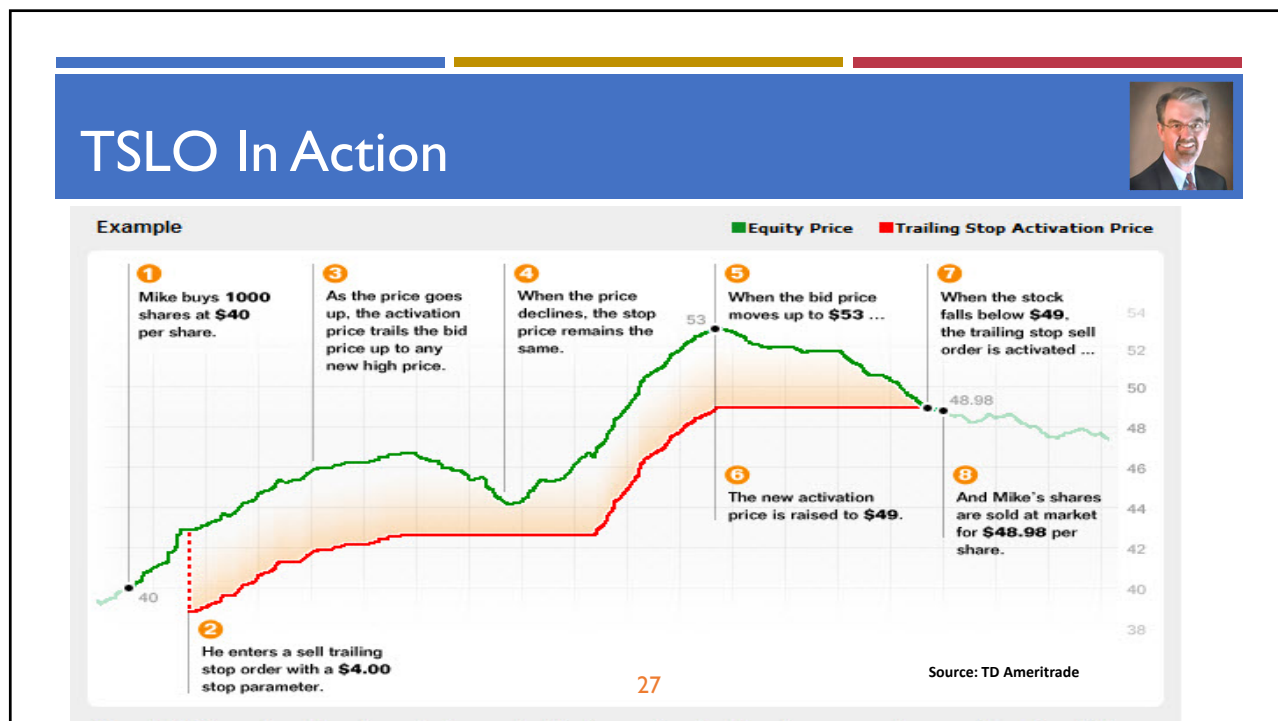 TSLO In Action
Example
Equity Price
Trailing Stop Activation Price
1
Mike buys 1000
shares at $40
per share.
3
As the price goes
up, the activation
price trails the bid
price up to any
new high price.
4
When the price
declines, the stop
price remains the
same.
5
When the bid price
moves up to $53 ...
7
When the stock
falls below $49,
the trailing stop sell
order is activated ...
53
54
52
50
48.98
48
46
44
42
40
38
40
6
The new activation
price is raised to $49.
8
And Mike's shares
are sold at market
for $48.98 per
share.
2
He enters a sell trailing
stop order with a $4.00
stop parameter.
27
Source: TD Ameritrade